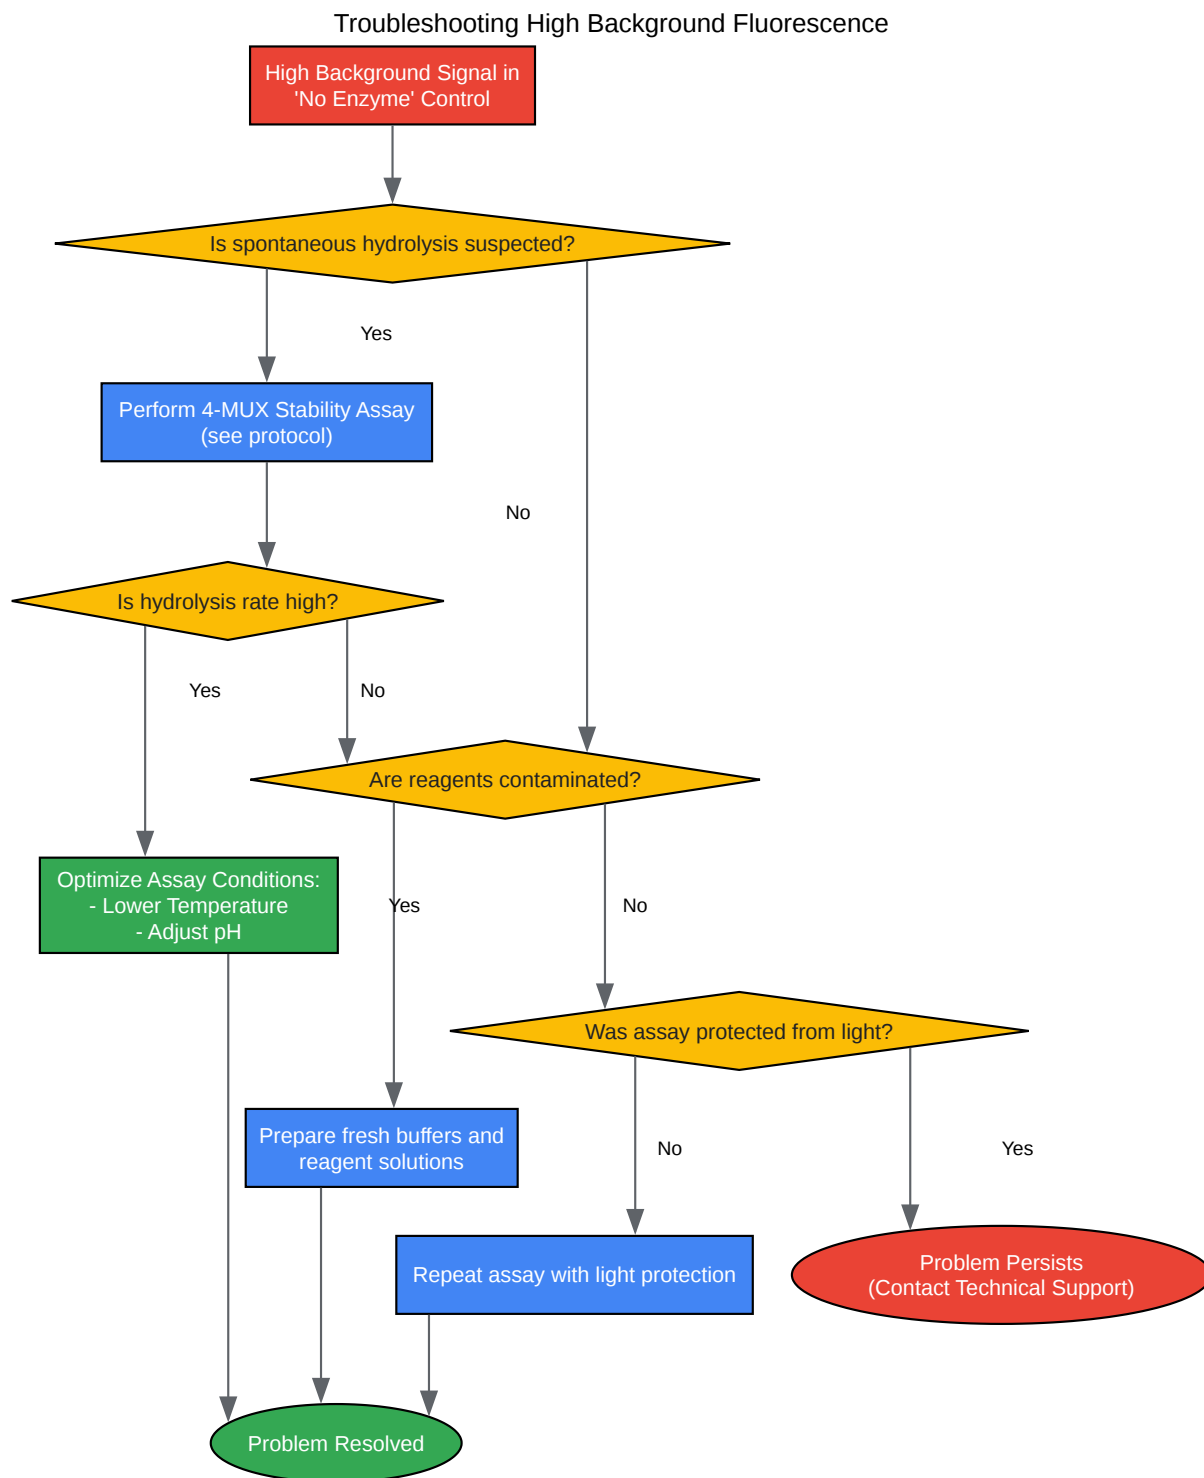 Troubleshooting High Background Fluorescence
High Background Signal in
'No Enzyme' Control
Is spontaneous hydrolysis suspected?
Yes
Perform 4-MUX Stability Assay
(see protocol)
No
Is hydrolysis rate high?
Yes
No
Are reagents contaminated?
Optimize Assay Conditions:
- Lower Temperature
- Adjust pH
Yes
No
Was assay protected from light?
Prepare fresh buffers and
reagent solutions
No
Yes
Repeat assay with light protection
Problem Persists
(Contact Technical Support)
Problem Resolved